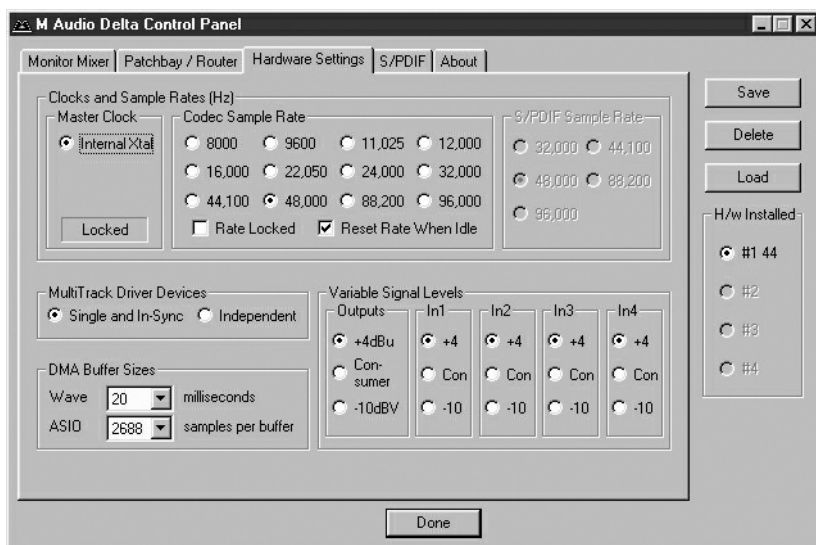 M Audio Delta Control Panel
Monitor Mixer Patchbay / Router Hardware Settings S/PDIF About
Clocks and Sample Rates (Hz)
Master Clock
Internal Xtal
Locked
Codec Sample Rate
8000 9600 11,025 12,000
16,000 22,050 24,000 32,000
44,100 48,000 88,200 96,000
Rate Locked Reset Rate When Idle
S/PDIF Sample Rate
32,000 44,100
48,000 88,200
96,000
MultiTrack Driver Devices
Single and In-Sync Independent
DMA Buffer Sizes
Wave 20 milliseconds
ASIO 2688 samples per buffer
Variable Signal Levels
Outputs
+4dBu
Con-
sumer
-10dBV
In1
+4
Con
-10
In2
+4
Con
-10
In3
+4
Con
-10
In4
+4
Con
-10
Save
Delete
Load
H/w Installed
#1 44
#2
#3
#4
Done